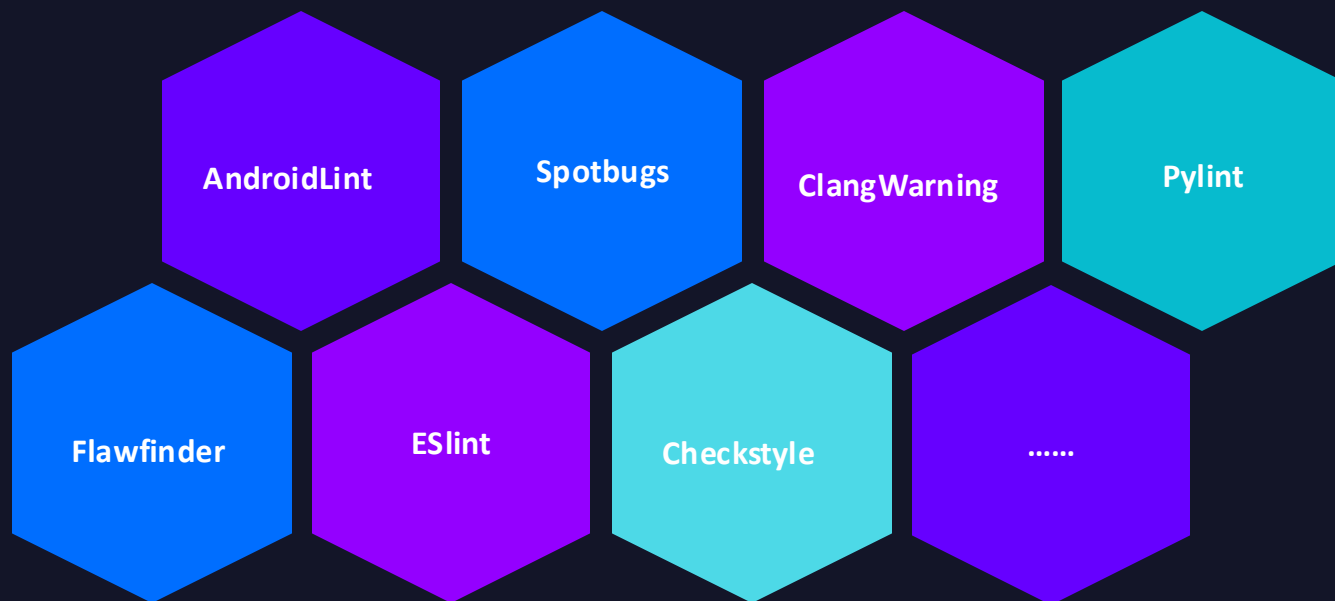 AndroidLint
Spotbugs
ClangWarning
Pylint
Flawfinder
ESlint
Checkstyle
......